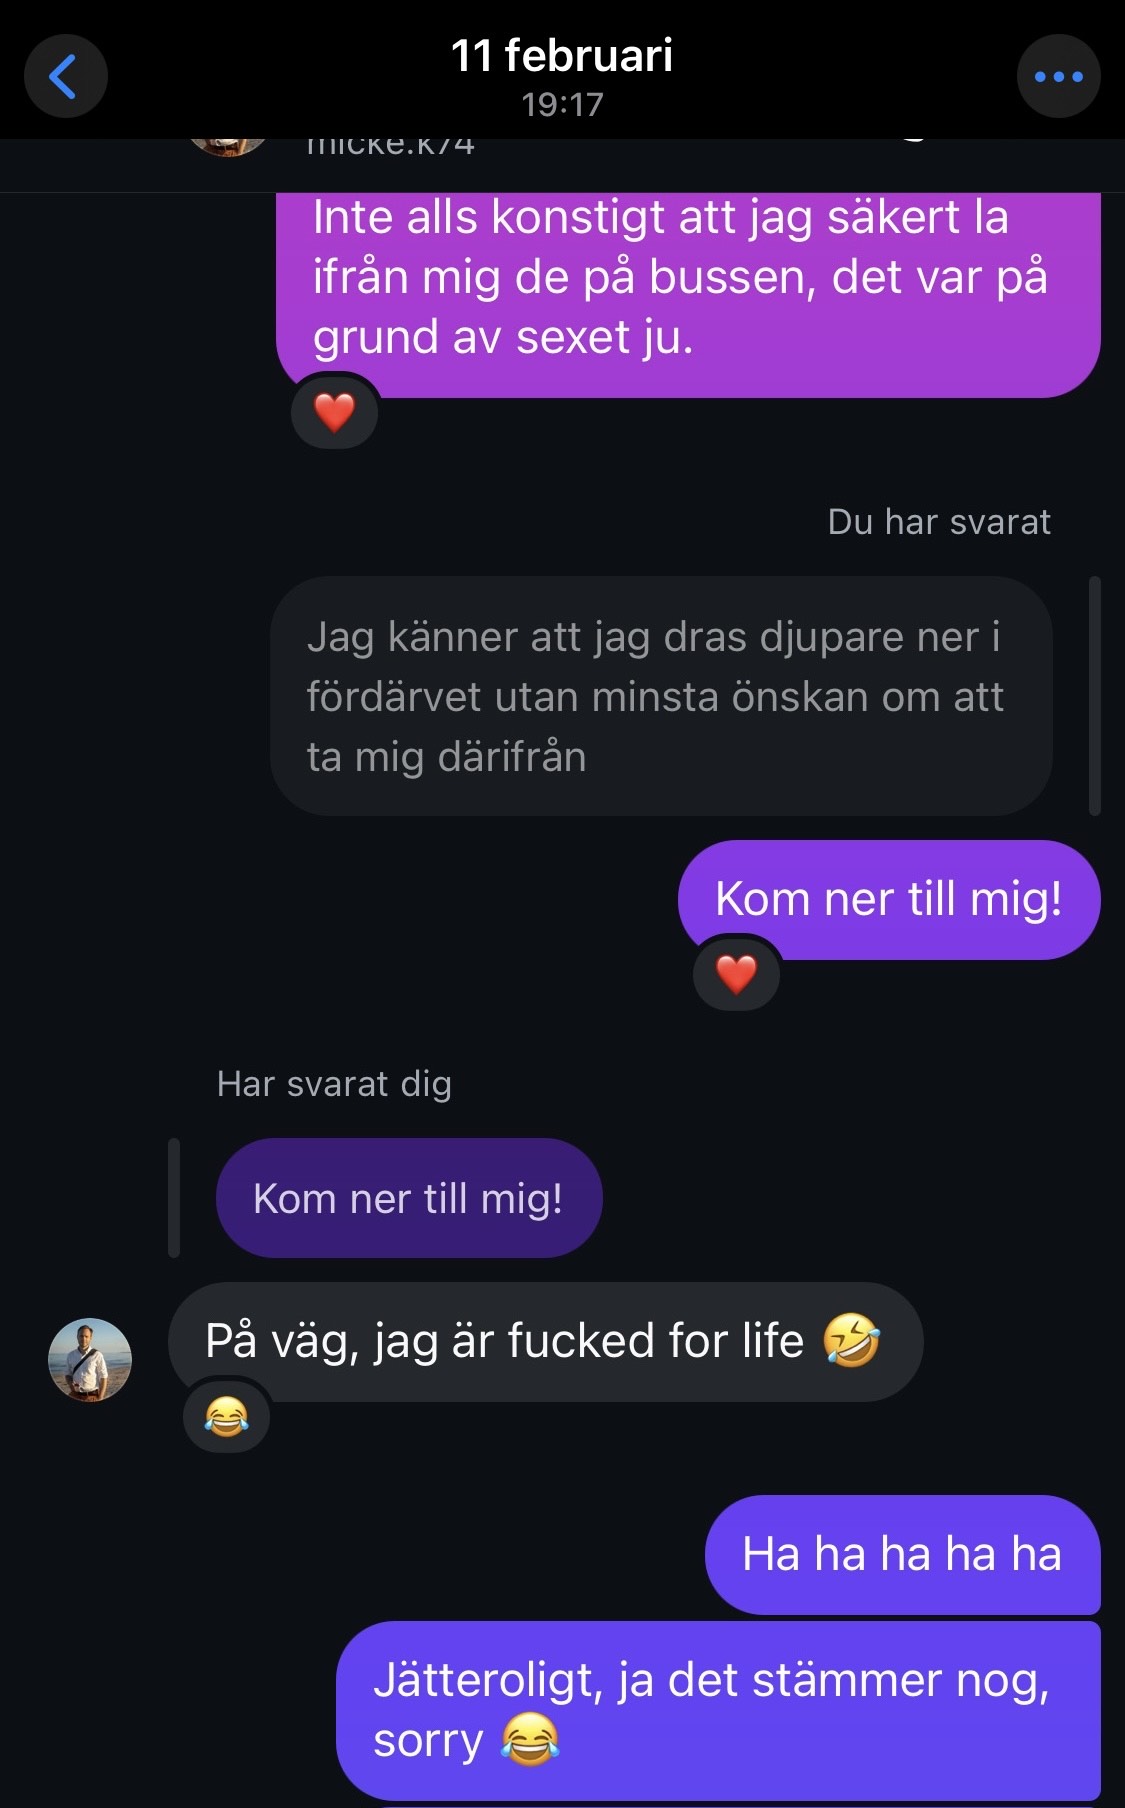 11 februari
19:17
micke.k74
Inte alls konstigt att jag säkert la
ifrån mig de på bussen, det var på
grund av sexet ju.
❤️
Du har svarat
Jag känner att jag dras djupare ner i
fördärvet utan minsta önskan om att
ta mig därifrån
Kom ner till mig!
❤️
Har svarat dig
Kom ner till mig!
På väg, jag är fucked for life 🤣
😂
Ha ha ha ha ha
Jätteroligt, ja det stämmer nog,
sorry 😂